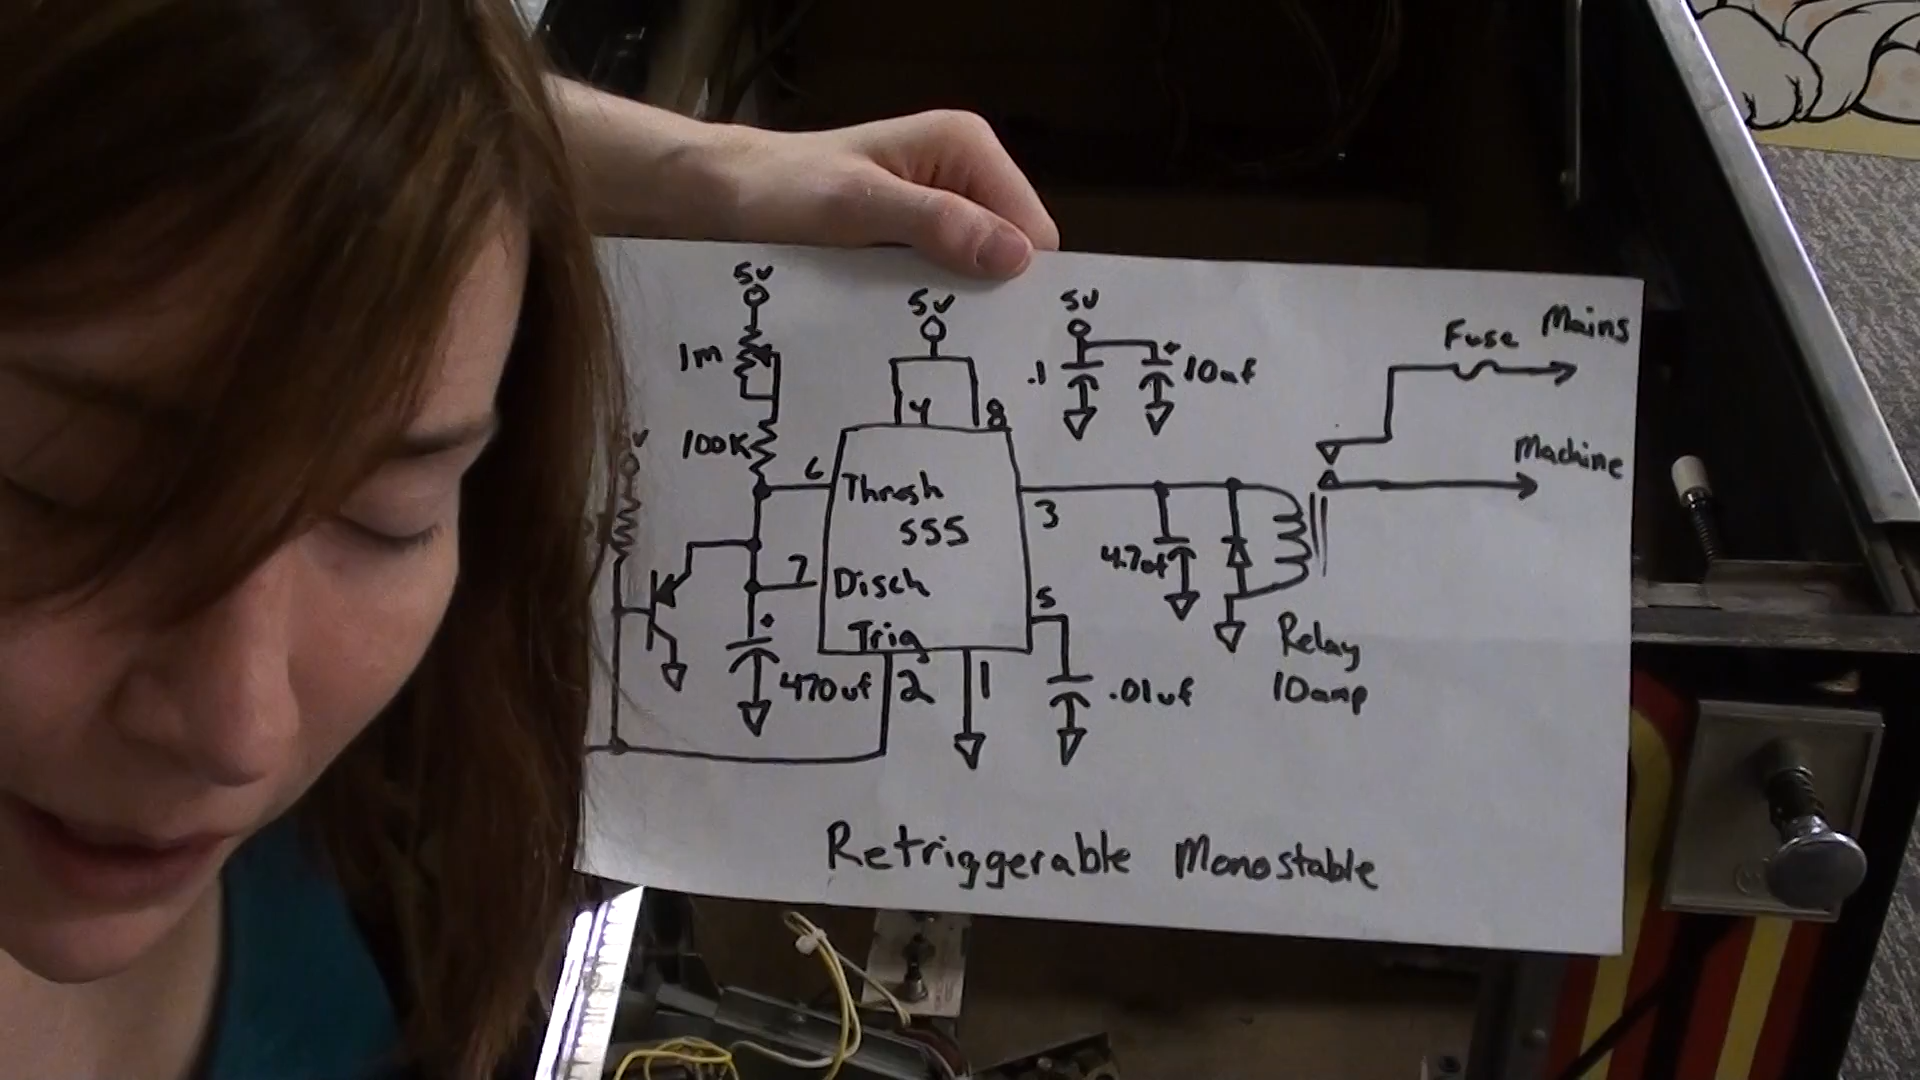 5v
5v
5v
1m
.1
10uf
Fuse
Mains
100K
4
8
Machine
6
Thresh
555
3
4.7uf
7
Disch
5
Trig
Relay
10amp
470uf
2
1
.01uf
Retriggerable Monostable